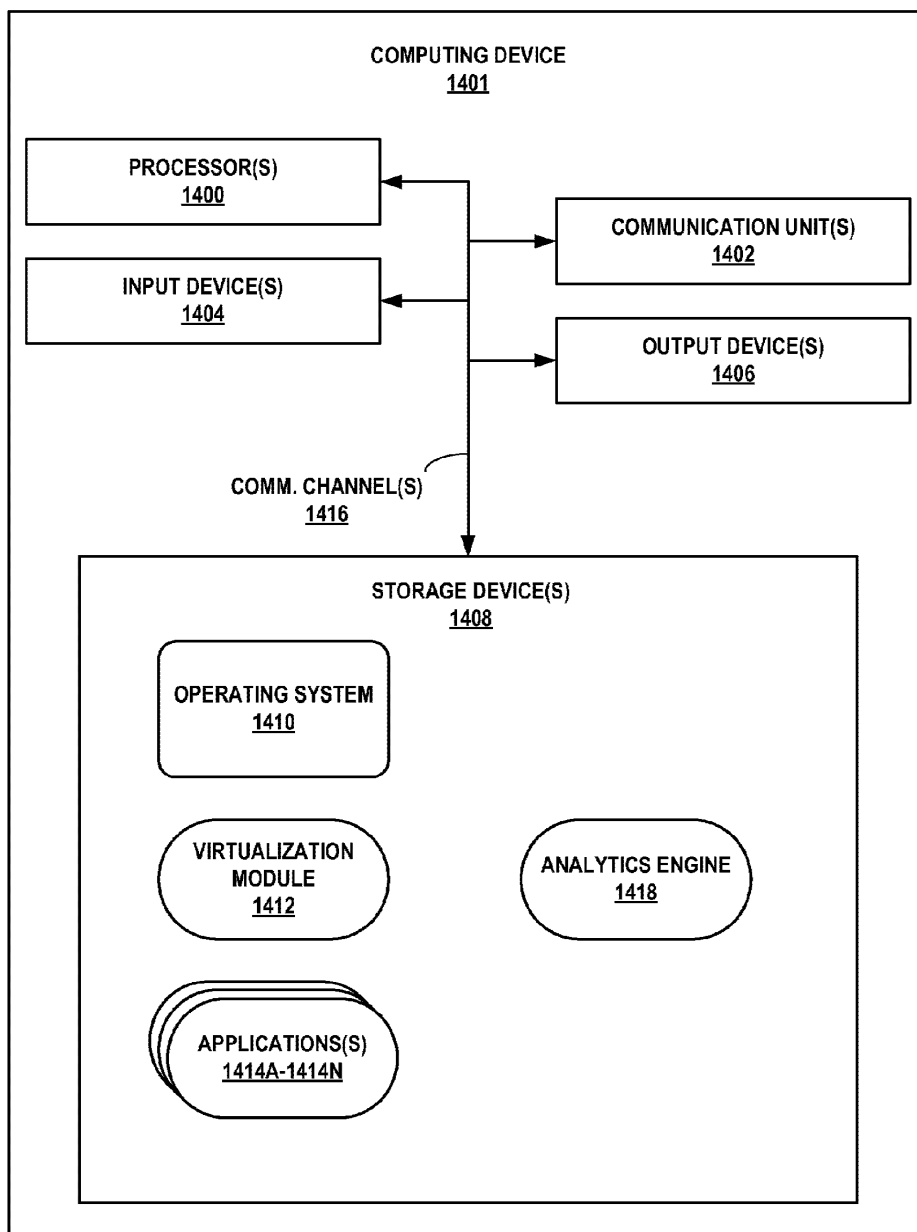 COMPUTING DEVICE
1401
PROCESSOR(S)
1400
COMMUNICATION UNIT(S)
1402
INPUT DEVICE(S)
1404
OUTPUT DEVICE(S)
1406
COMM. CHANNEL(S)
1416
STORAGE DEVICE(S)
1408
OPERATING SYSTEM
1410
VIRTUALIZATION
MODULE
1412
ANALYTICS ENGINE
1418
APPLICATIONS(S)
1414A-1414N